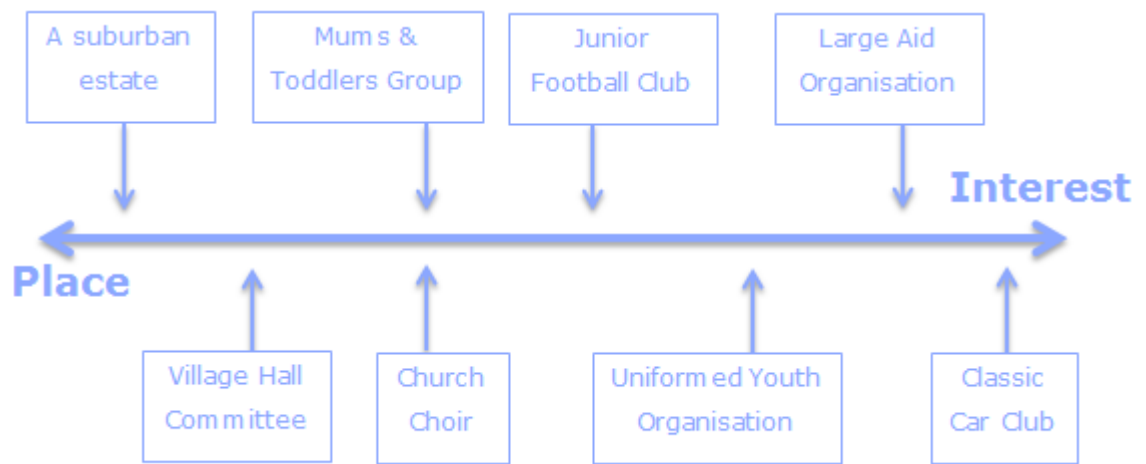 A suburban
estate
Mums &
Toddlers Group
Junior
Football Club
Large Aid
Organisation
Interest
Place
Village Hall
Committee
Church
Choir
Uniformed Youth
Organisation
Classic
Car Club